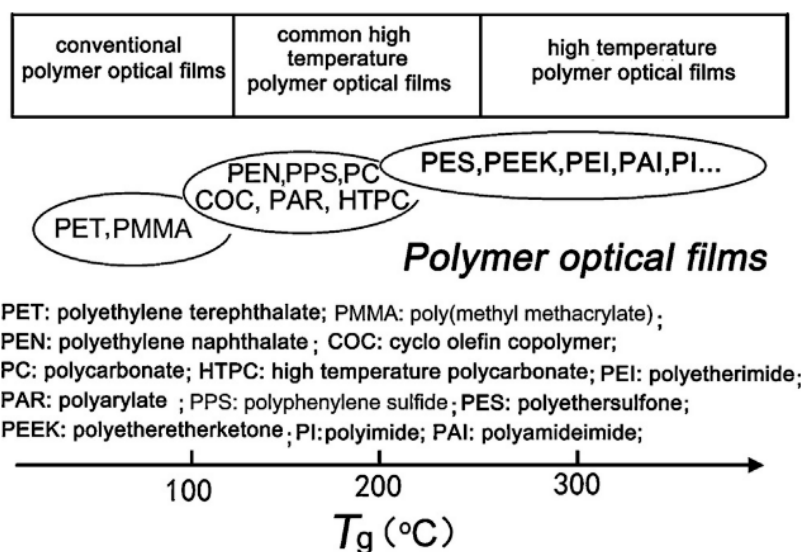 conventional
polymer optical films
common high
temperature
polymer optical films
high temperature
polymer optical films
PET,PMMA
PEN,PPS,PC
COC, PAR, HTPC
PES,PEEK,PEI,PAI,PI...
Polymer optical films
PET: polyethylene terephthalate; PMMA: poly(methyl methacrylate);
PEN: polyethylene naphthalate; COC: cyclo olefin copolymer;
PC: polycarbonate; HTPC: high temperature polycarbonate; PEI: polyetherimide;
PAR: polyarylate ; PPS: polyphenylene sulfide; PES: polyethersulfone;
PEEK: polyetheretherketone; PI:polyimide; PAI: polyamideimide;
100 200 300
Tg (°C)